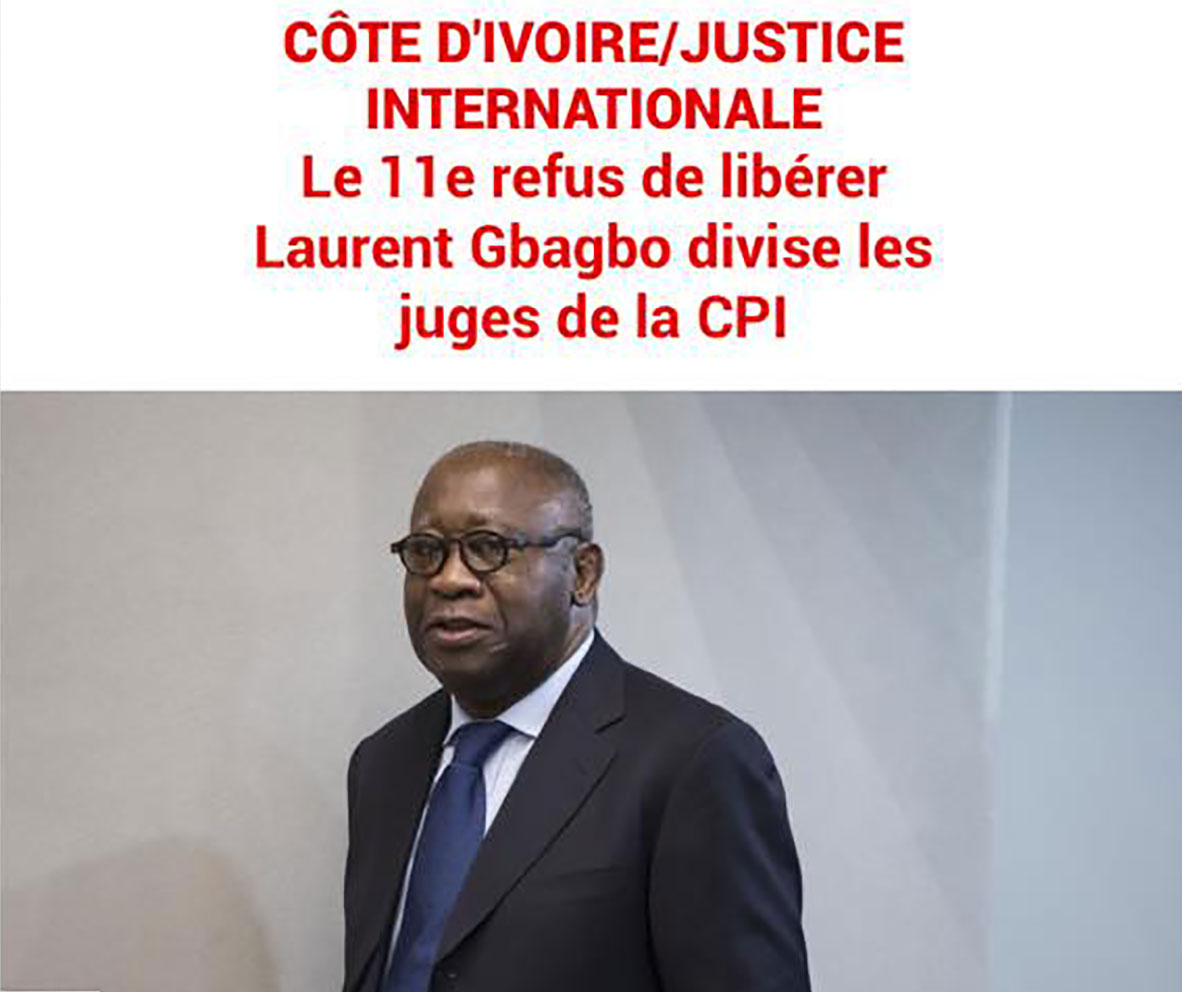 CÔTE D'IVOIRE/JUSTICE
INTERNATIONALE
Le 11e refus de libérer
Laurent Gbagbo divise les
juges de la CPI